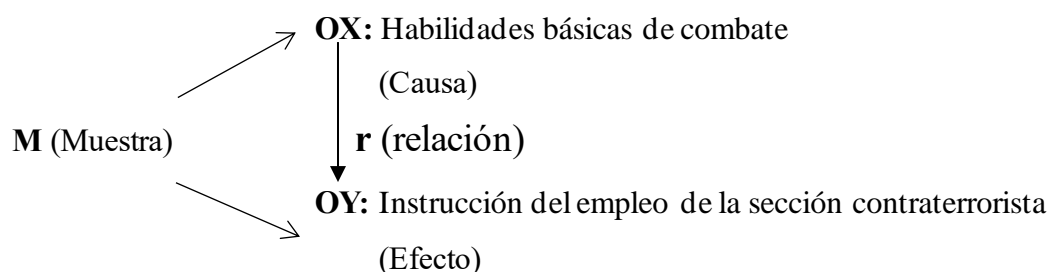 OX: Habilidades básicas de combate
(Causa)
M (Muestra)
r (relación)
OY: Instrucción del empleo de la sección contraterrorista
(Efecto)